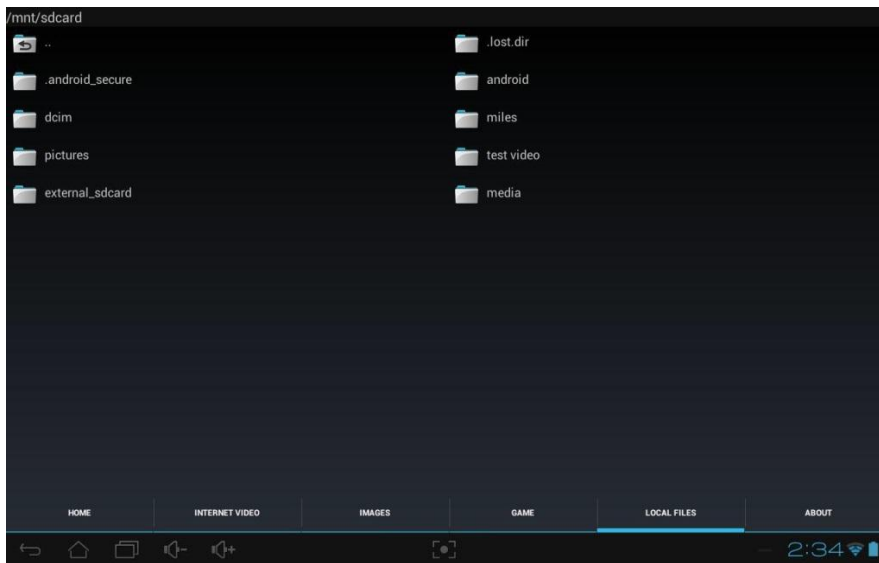 /mnt/sdcard
..
.lost.dir
.android_secure
android
dcim
miles
pictures
test video
external_sdcard
media
HOME INTERNET VIDEO IMAGES GAME LOCAL FILES ABOUT
2:34